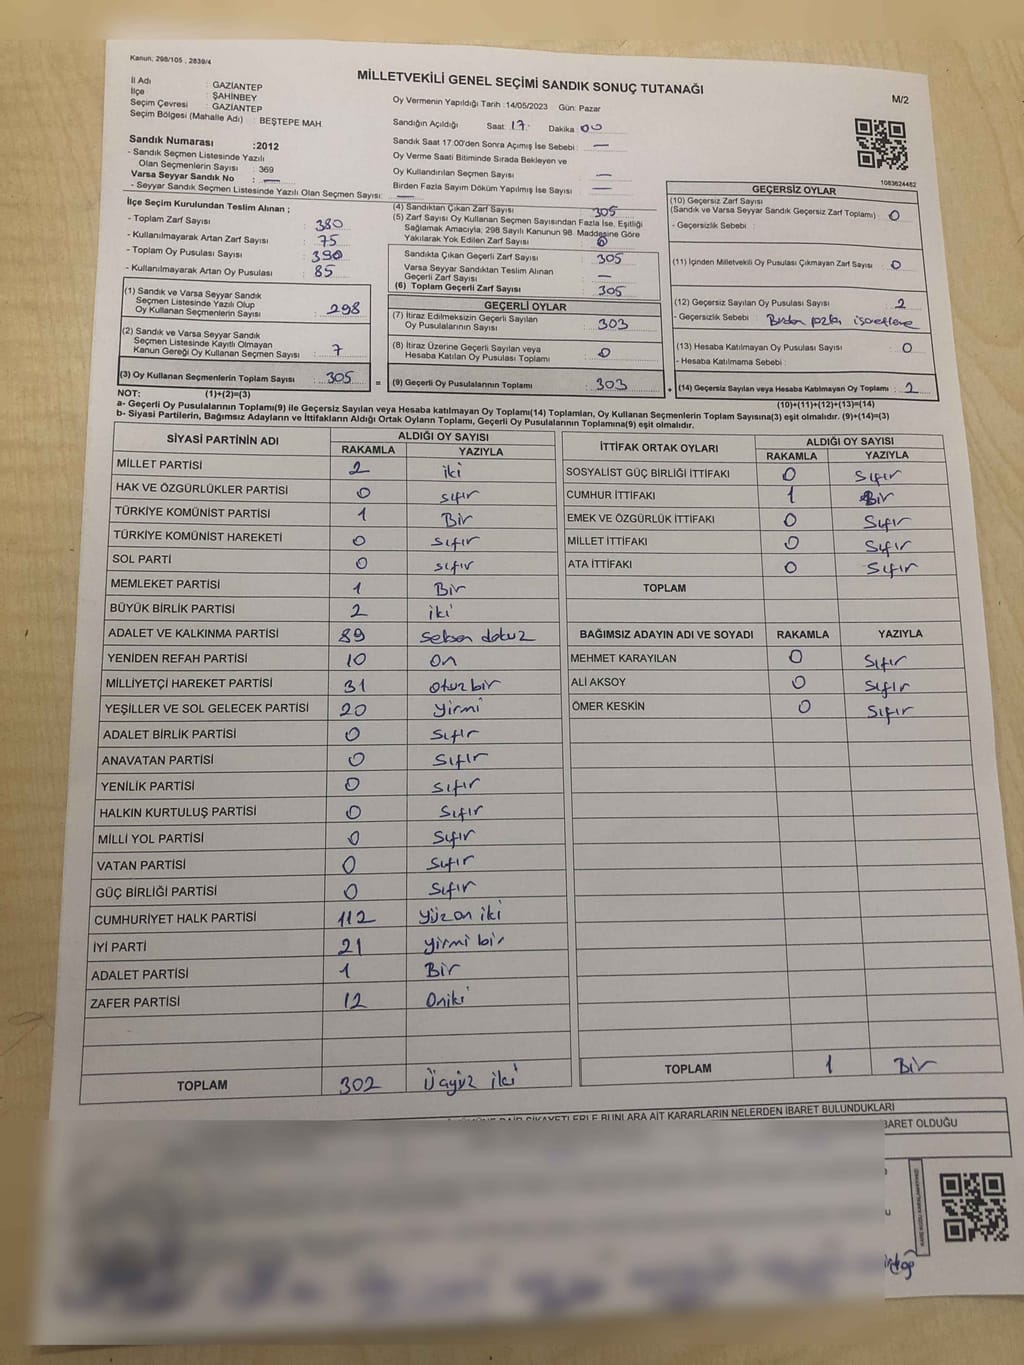 Kanun: 298/105 , 2839/4
MİLLETVEKİLİ GENEL SEÇİMİ SANDIK SONUÇ TUTANAĞI
M/2
İl Adı : GAZİANTEP
İlçe : ŞAHİNBEY
Seçim Çevresi : GAZİANTEP
Seçim Bölgesi (Mahalle Adı) : BEŞTEPE MAH.
Oy Vermenin Yapıldığı Tarih :14/05/2023 Gün: Pazar
Sandığın Açıldığı Saat: 17 Dakika: 00
Sandık Saat 17:00'den Sonra Açımış İse Sebebi : —
Oy Verme Saati Bitiminde Sırada Bekleyen ve
Oy Kullandırılan Seçmen Sayısı : —
Birden Fazla Sayım Döküm Yapılmış İse Sayısı : —
Sandık Numarası :2012
- Sandık Seçmen Listesinde Yazılı
Olan Seçmenlerin Sayısı : 369
Varsa Seyyar Sandık No : —
- Seyyar Sandık Seçmen Listesinde Yazılı Olan Seçmen Sayısı: —
İlçe Seçim Kurulundan Teslim Alınan ;
- Toplam Zarf Sayısı : 380
- Kullanılmayarak Artan Zarf Sayısı : 75
- Toplam Oy Pusulası Sayısı : 390
- Kullanılmayarak Artan Oy Pusulası : 85
(1) Sandık ve Varsa Seyyar Sandık
Seçmen Listesinde Yazılı Olup
Oy Kullanan Seçmenlerin Sayısı : 298
(2) Sandık ve Varsa Seyyar Sandık
Seçmen Listesinde Kayıtlı Olmayan
Kanun Gereği Oy Kullanan Seçmen Sayısı : 7
(3) Oy Kullanan Seçmenlerin Toplam Sayısı : 305
(4) Sandıktan Çıkan Zarf Sayısı : 305
(5) Zarf Sayısı Oy Kullanan Seçmen Sayısından Fazla İse, Eşitliği
Sağlamak Amacıyla; 298 Sayılı Kanunun 98. Maddesine Göre
Yakılarak Yok Edilen Zarf Sayısı : 0
Sandıkta Çıkan Geçerli Zarf Sayısı : 305
Varsa Seyyar Sandıktan Teslim Alınan
Geçerli Zarf Sayısı : —
(6) Toplam Geçerli Zarf Sayısı : 305
GEÇERLİ OYLAR
(7) İtiraz Edilmeksizin Geçerli Sayılan
Oy Pusulalarının Sayısı : 303
(8) İtiraz Üzerine Geçerli Sayılan veya
Hesaba Katılan Oy Pusulası Toplamı : 0
= (9) Geçerli Oy Pusulalarının Toplamı : 303
1083624482
GEÇERSİZ OYLAR
(10) Geçersiz Zarf Sayısı
(Sandık ve Varsa Seyyar Sandık Geçersiz Zarf Toplamı) : 0
- Geçersizlik Sebebi :
(11) İçinden Milletvekili Oy Pusulası Çıkmayan Zarf Sayısı : 0
(12) Geçersiz Sayılan Oy Pusulası Sayısı : 2
- Geçersizlik Sebebi : Birden fazla işaretleme
(13) Hesaba Katılmayan Oy Pusulası Sayısı : 0
- Hesaba Katılmama Sebebi :
+ (14) Geçersiz Sayılan veya Hesaba Katılmayan Oy Toplamı : 2
NOT: (1)+(2)=(3) (10)+(11)+(12)+(13)=(14)
a- Geçerli Oy Pusulalarının Toplamı(9) ile Geçersiz Sayılan veya Hesaba katılmayan Oy Toplamı(14) Toplamları, Oy Kullanan Seçmenlerin Toplam Sayısına(3) eşit olmalıdır. (9)+(14)=(3)
b- Siyasi Partilerin, Bağımsız Adayların ve İttifakların Aldığı Ortak Oyların Toplamı, Geçerli Oy Pusulalarının Toplamına(9) eşit olmalıdır.
SİYASİ PARTİNİN ADI ALDIĞI OY SAYISI
RAKAMLA YAZIYLA
MİLLET PARTİSİ 2 iki
HAK VE ÖZGÜRLÜKLER PARTİSİ 0 sıfır
TÜRKİYE KOMÜNİST PARTİSİ 1 Bir
TÜRKİYE KOMÜNİST HAREKETİ 0 sıfır
SOL PARTİ 0 sıfır
MEMLEKET PARTİSİ 1 Bir
BÜYÜK BİRLİK PARTİSİ 2 iki
ADALET VE KALKINMA PARTİSİ 89 Seksen dokuz
YENİDEN REFAH PARTİSİ 10 On
MİLLİYETÇİ HAREKET PARTİSİ 31 Otuz bir
YEŞİLLER VE SOL GELECEK PARTİSİ 20 Yirmi
ADALET BİRLİK PARTİSİ 0 Sıfır
ANAVATAN PARTİSİ 0 Sıfır
YENİLİK PARTİSİ 0 Sıfır
HALKIN KURTULUŞ PARTİSİ 0 Sıfır
MİLLİ YOL PARTİSİ 0 Sıfır
VATAN PARTİSİ 0 Sıfır
GÜÇ BİRLİĞİ PARTİSİ 0 Sıfır
CUMHURİYET HALK PARTİSİ 112 Yüz on iki
İYİ PARTİ 21 Yirmi bir
ADALET PARTİSİ 1 Bir
ZAFER PARTİSİ 12 Oniki
TOPLAM 302 Üçyüz iki
İTTİFAK ORTAK OYLARI ALDIĞI OY SAYISI
RAKAMLA YAZIYLA
SOSYALİST GÜÇ BİRLİĞİ İTTİFAKI 0 Sıfır
CUMHUR İTTİFAKI 1 Bir
EMEK VE ÖZGÜRLÜK İTTİFAKI 0 Sıfır
MİLLET İTTİFAKI 0 Sıfır
ATA İTTİFAKI 0 Sıfır
TOPLAM
BAĞIMSIZ ADAYIN ADI VE SOYADI RAKAMLA YAZIYLA
MEHMET KARAYILAN 0 Sıfır
ALİ AKSOY 0 Sıfır
ÖMER KESKİN 0 Sıfır
TOPLAM 1 Bir
ŞİKAYETLERLE BUNLARA AİT KARARLARIN NELERDEN İBARET BULUNDUKLARI
BARET OLDUĞU